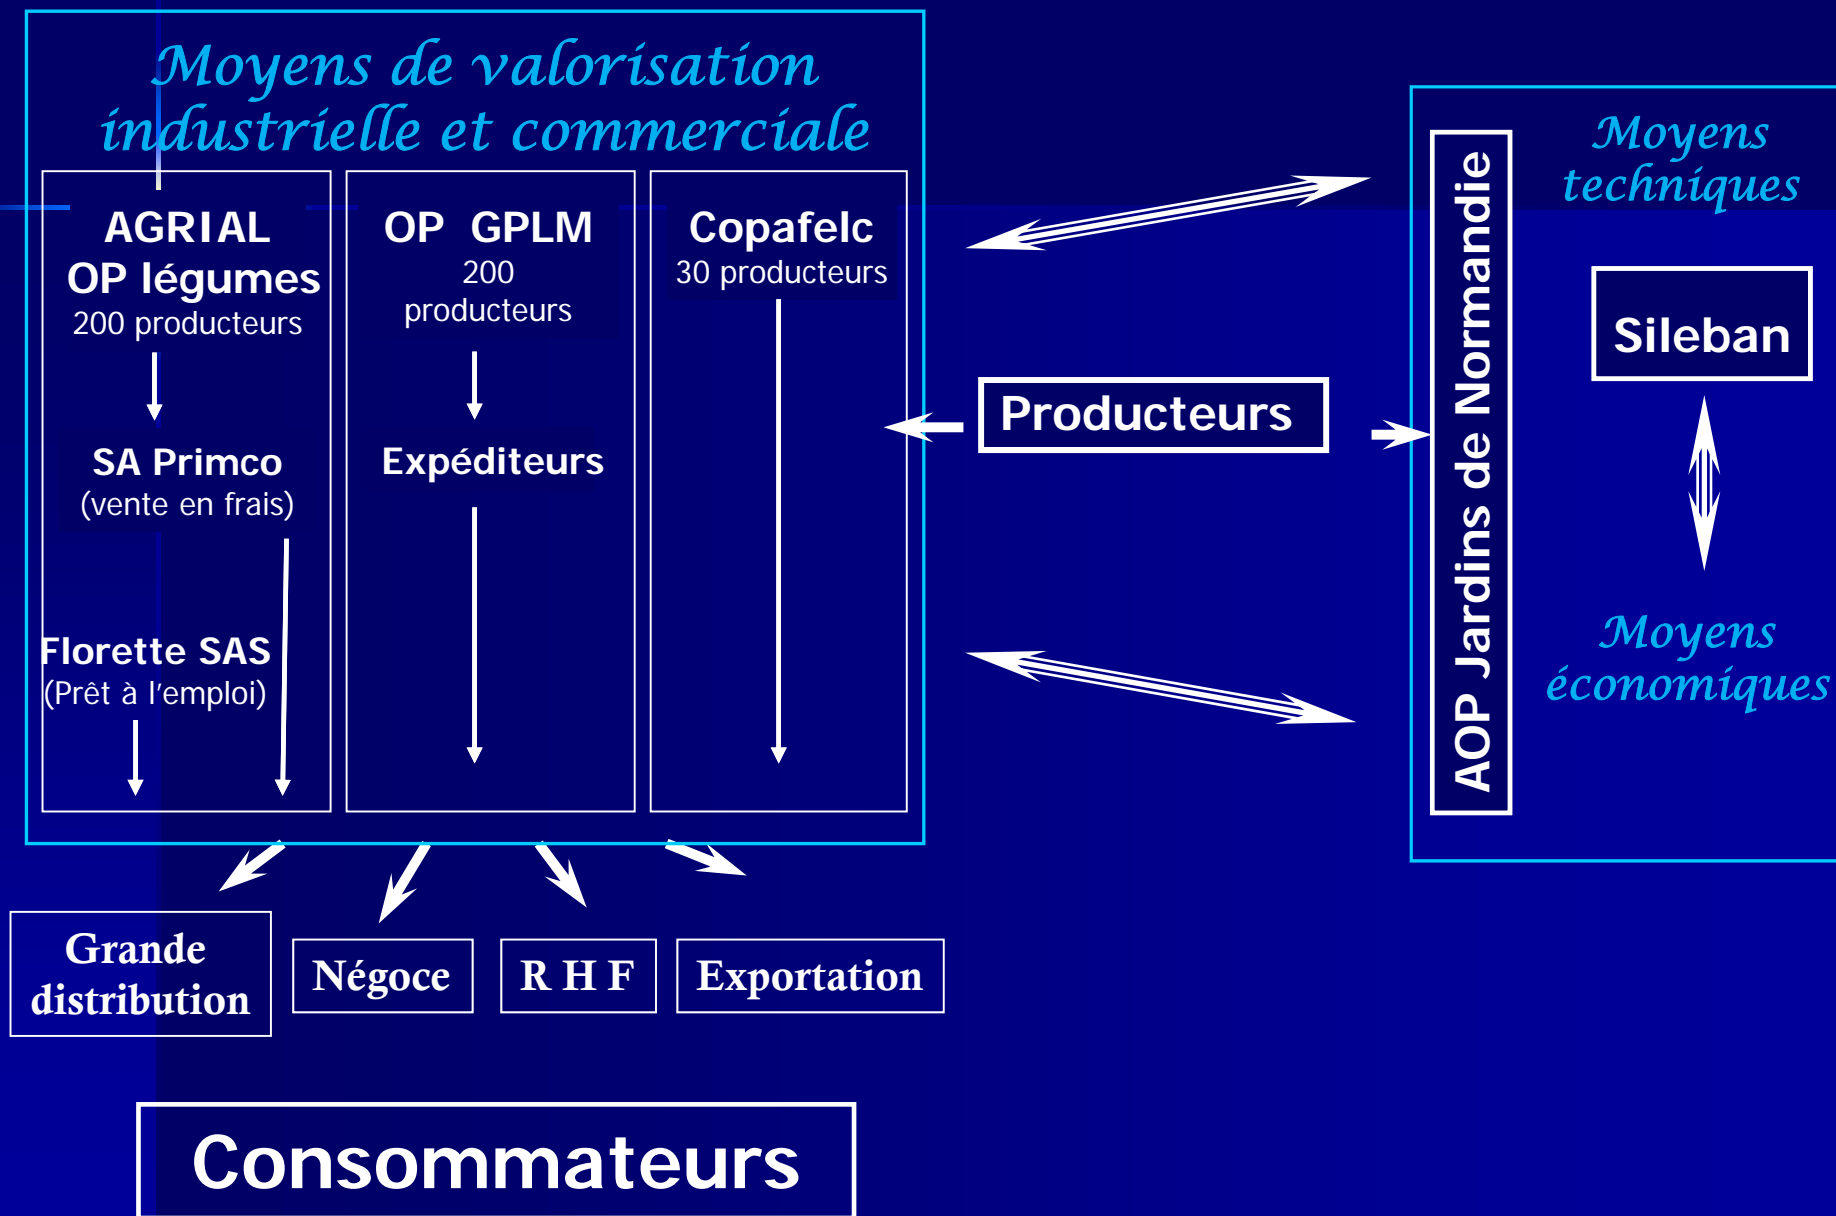 Moyens de valorisation
industrielle et commerciale
AGRIAL
OP légumes
200 producteurs
SA Primco
(vente en frais)
Florette SAS
(Prêt à l'emploi)
OP GPLM
200
producteurs
Expéditeurs
Copafelc
30 producteurs
Producteurs
AOP Jardins de Normandie
Moyens
techniques
Sileban
Moyens
économiques
Grande
distribution
Négoce
R H F
Exportation
Consommateurs